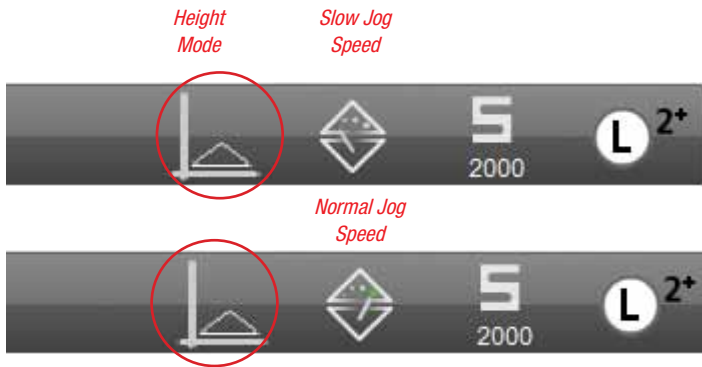 Height
Mode
Slow Jog
Speed
S
2000
L 2+
Normal Jog
Speed
S
2000
L 2+